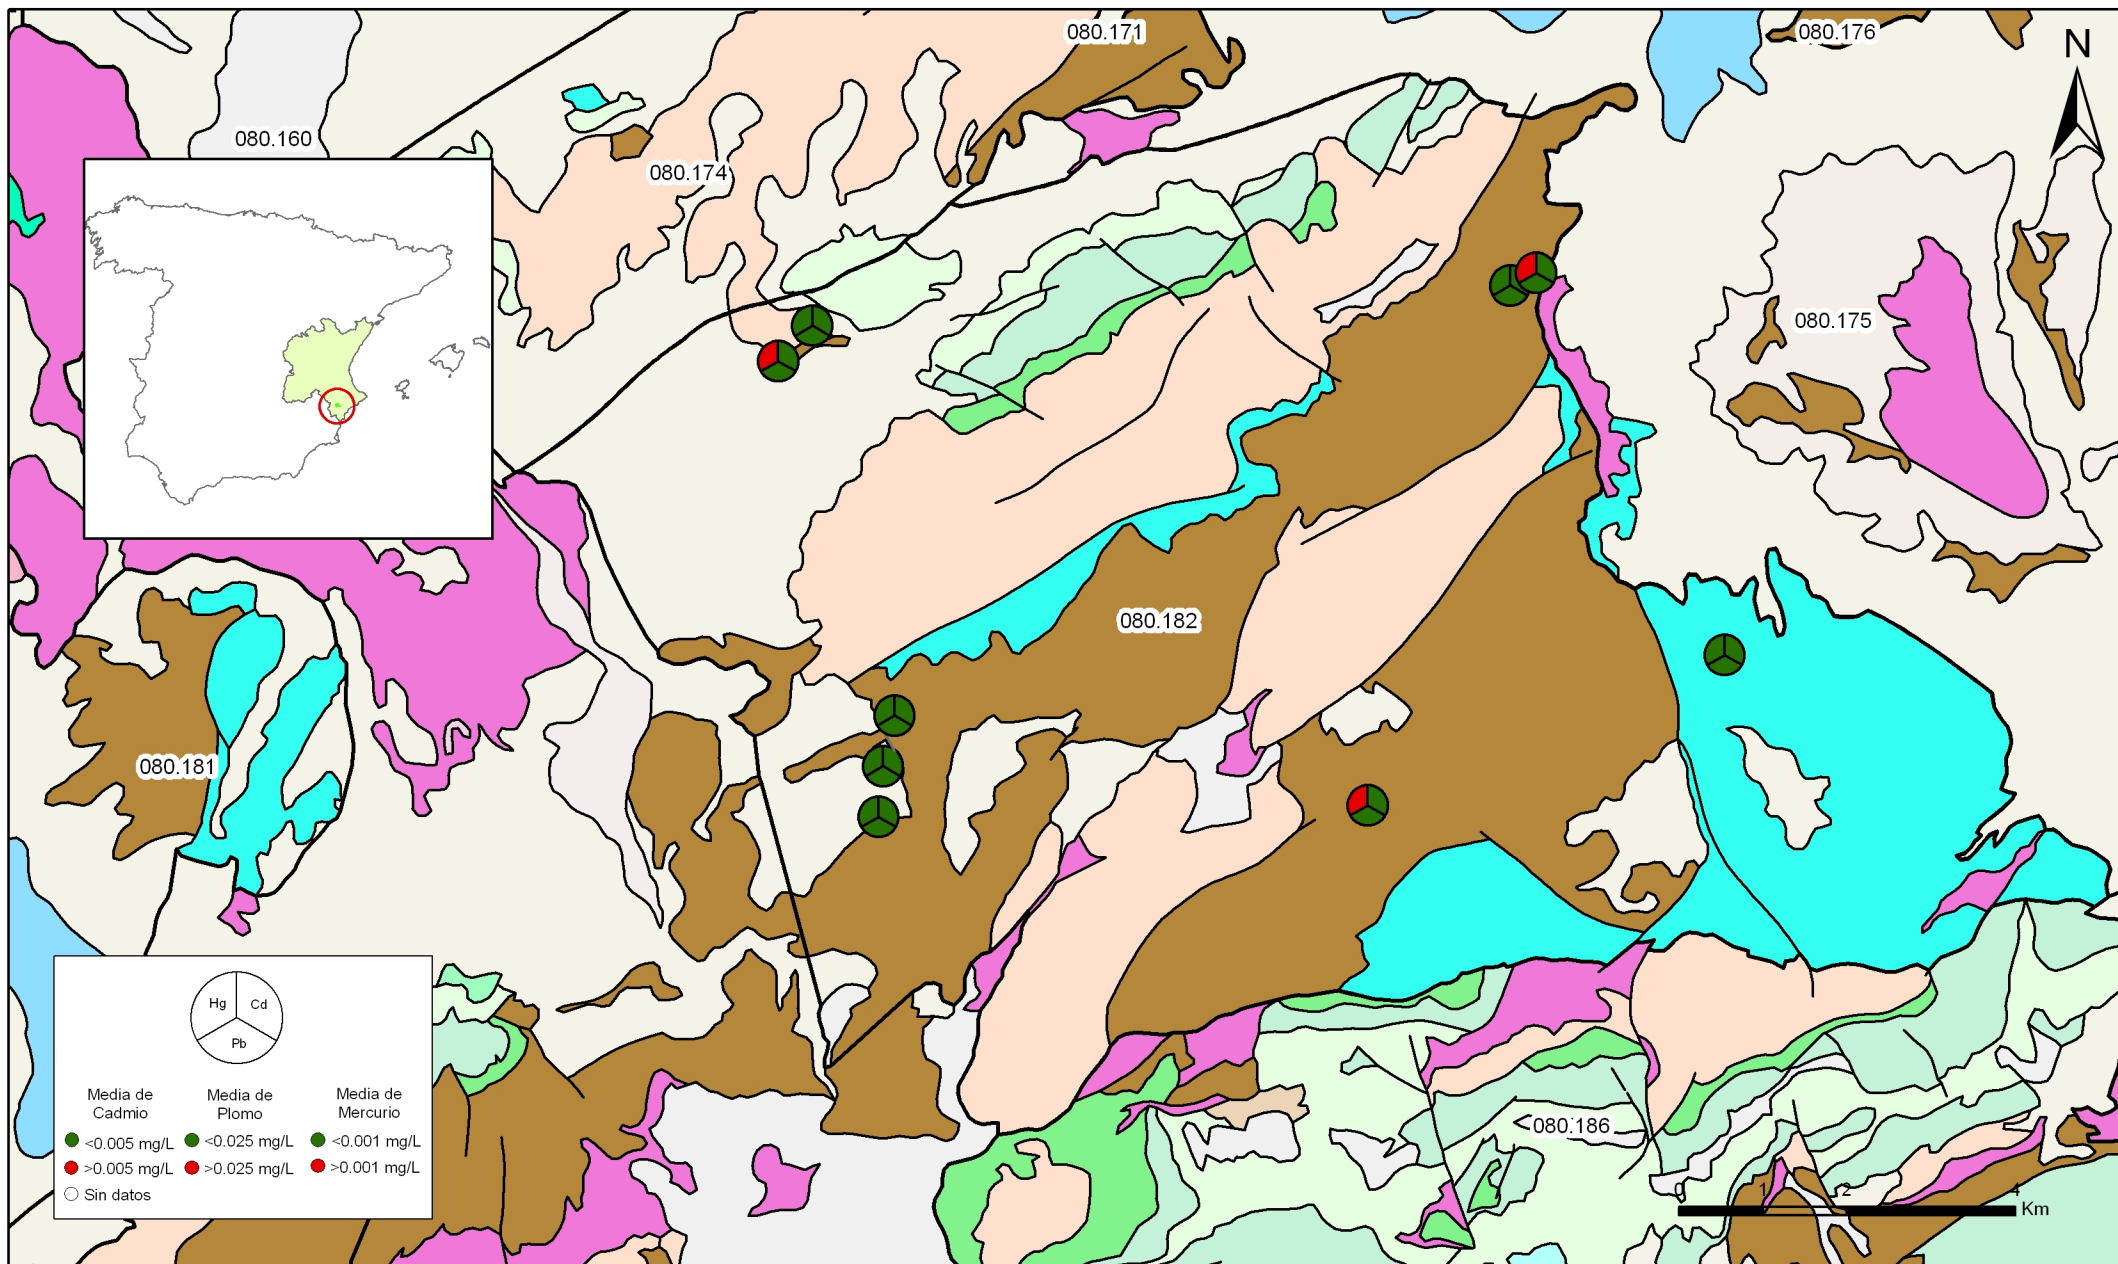 080.171
080.176
N
080.160
080.174
080.175
080.182
080.181
Hg
Cd
Pb
Media de
Cadmio
Media de
Plomo
Media de
Mercurio
<0.005 mg/L
<0.025 mg/L
<0.001 mg/L
>0.005 mg/L
>0.025 mg/L
>0.001 mg/L
Sin datos
080.186
0 1 2 4
Km